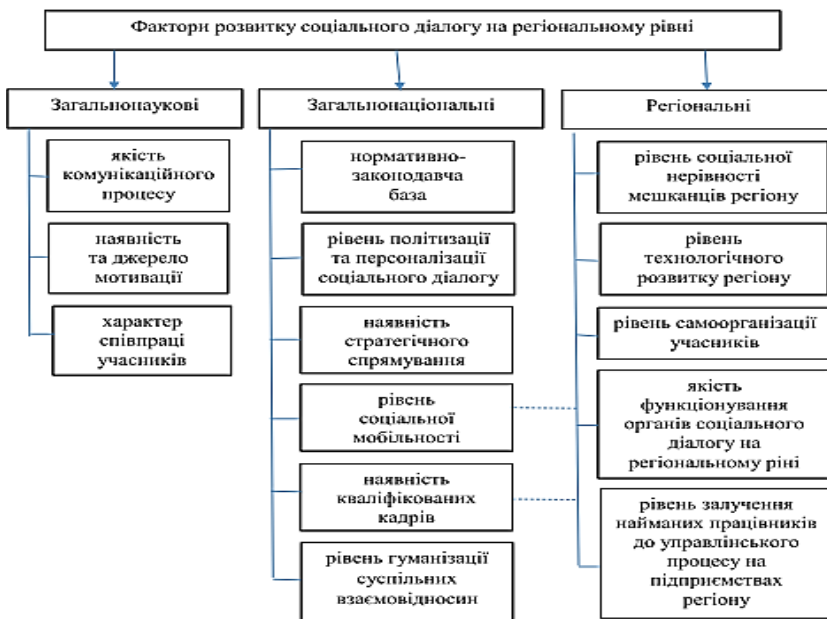 Фактори розвитку соціального діалогу на регіональному рівні
Загальнонаукові
якість
комунікаційного
процесу
наявність
та джерело
мотивації
характер
співпраці
учасників
Загальнонаціональні
нормативно-
законодавча
база
рівень політизації
та персоналізації
соціального діалогу
наявність
стратегічного
спрямування
рівень
соціальної
мобільності
наявність
кваліфікованих
кадрів
рівень гуманізації
суспільних
взаємовідносин
Регіональні
рівень соціальної
нерівності
мешканців регіону
рівень
технологічного
розвитку регіону
рівень самоорганізації
учасників
якість
функціонування
органів соціального
діалогу на
регіональному ріні
рівень залучення
найманих працівників
до управлінського
процесу на
підприємствах
регіону